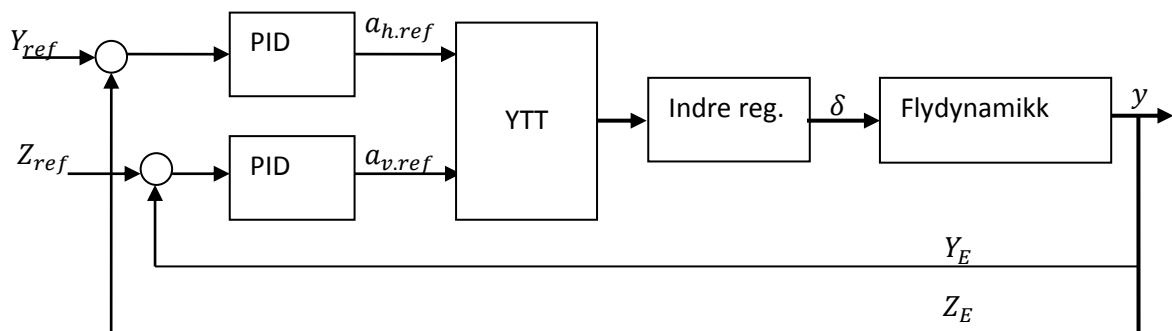 Y_ref
PID
a_h.ref
Z_ref
PID
a_v.ref
YTT
Indre reg.
δ
Flydynamikk
y
Y_E
Z_E